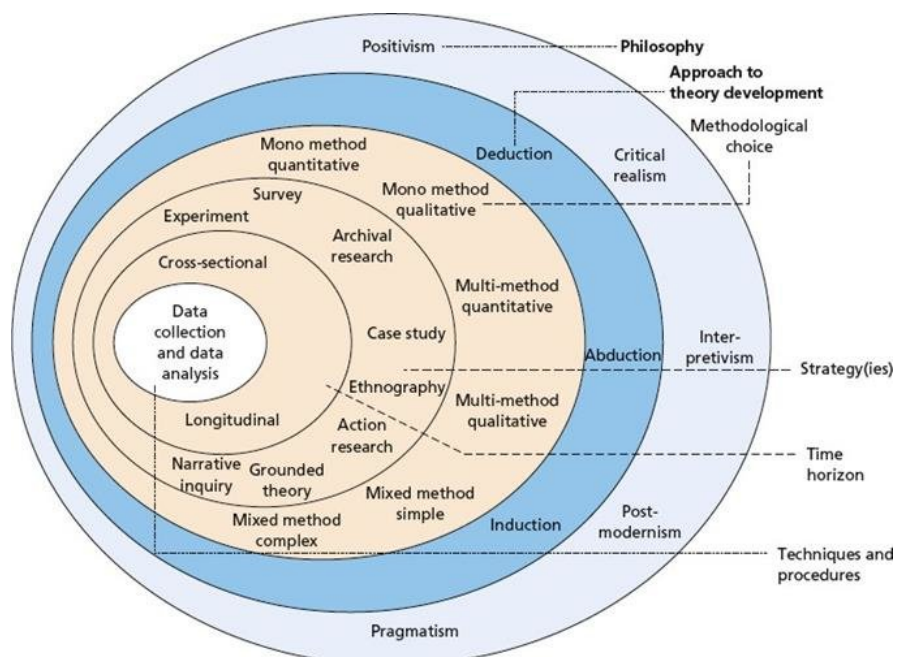 Positivism
Philosophy
Approach to
theory development
Methodological
choice
Mono method
quantitative
Deduction
Critical
realism
Mono method
qualitative
Survey
Experiment
Archival
research
Cross-sectional
Multi-method
quantitative
Data
collection
and data
analysis
Case study
Abduction
Inter-
pretivism
Strategy(ies)
Ethnography
Multi-method
qualitative
Longitudinal
Action
research
Time
horizon
Narrative
inquiry
Grounded
theory
Mixed method
simple
Mixed method
complex
Induction
Post-
modernism
Techniques and
procedures
Pragmatism